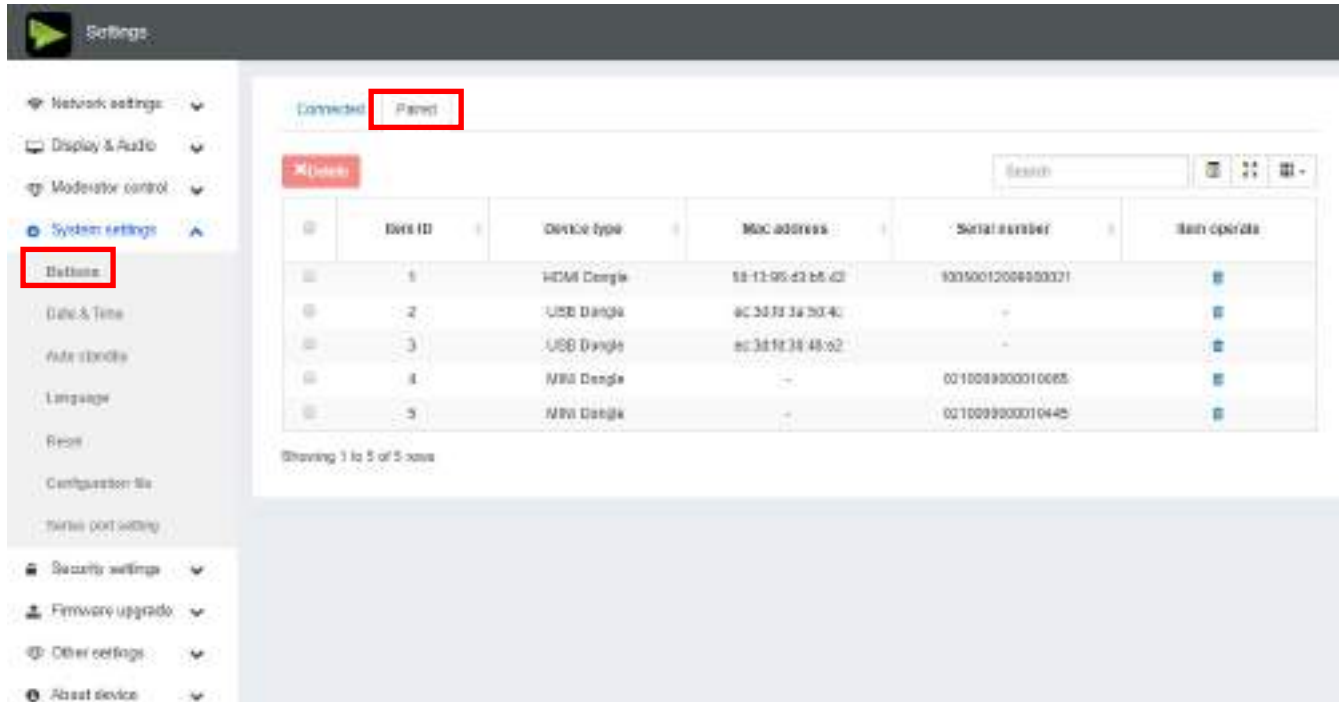 Settings
Network settings
Display & Audio
Moderator control
System settings
Buttons
Date & Time
Auto standby
Language
Reset
Configuration file
Series port setting
Security settings
Firmware upgrade
Other settings
About device
Connected Paired
Delete
Search
Item ID Device type Mac address Serial number Item operate
1 HDMI Dongle
2 USB Dongle -
3 USB Dongle -
4 MINI Dongle -
5 MINI Dongle -
Showing 1 to 5 of 5 rows